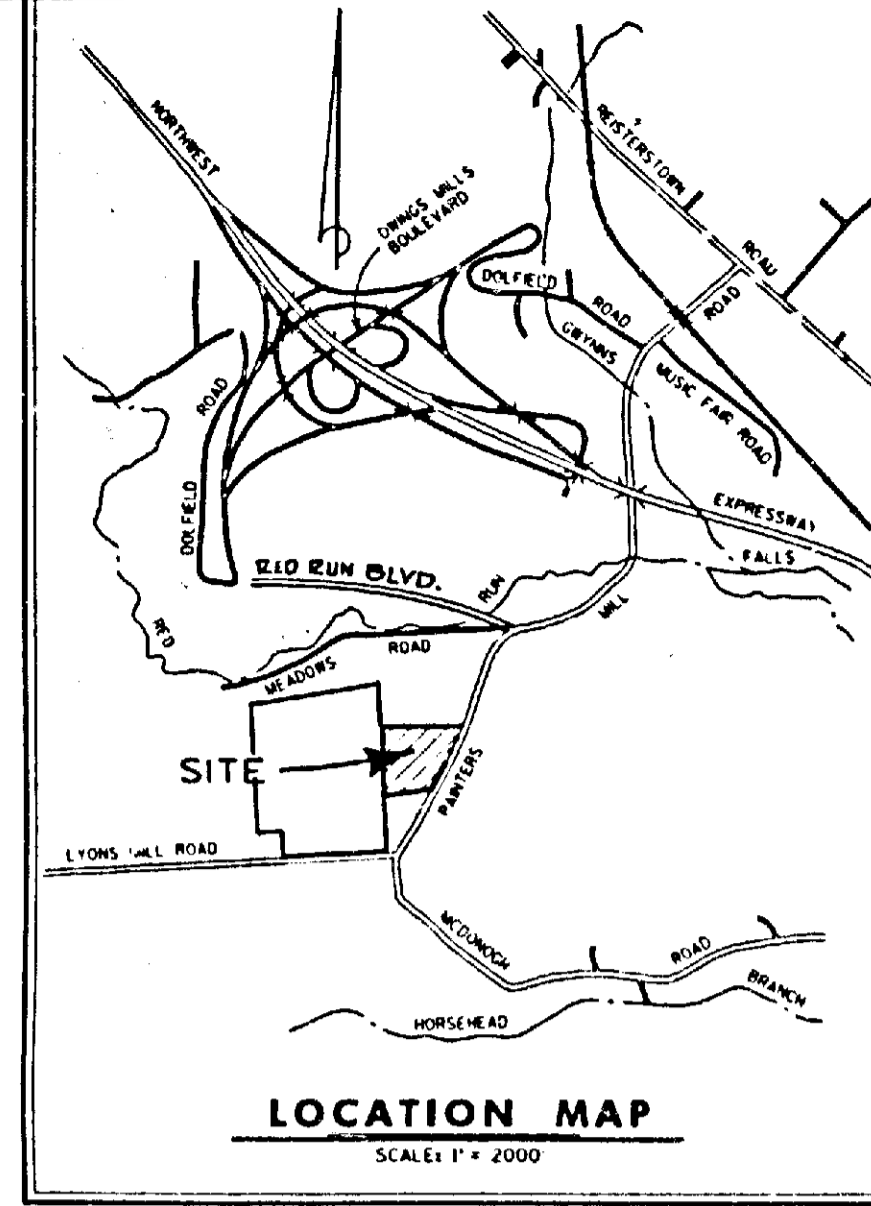 NORTHWEST
REISTERSTOWN
ROAD
OWINGS MILLS
BOULEVARD
DOLFIELD
ROAD
ROAD
GWYNNS
MUSIC FAIR ROAD
ROAD
DOLFIELD
EXPRESSWAY
FALLS
RED RUN BLVD.
RUN
MILL
RED
ROAD
MEADOWS
SITE
PAINTERS
LYONS MILL ROAD
MCDONOGH
ROAD
BRANCH
HORSEHEAD
LOCATION MAP
SCALE: 1" = 2000'